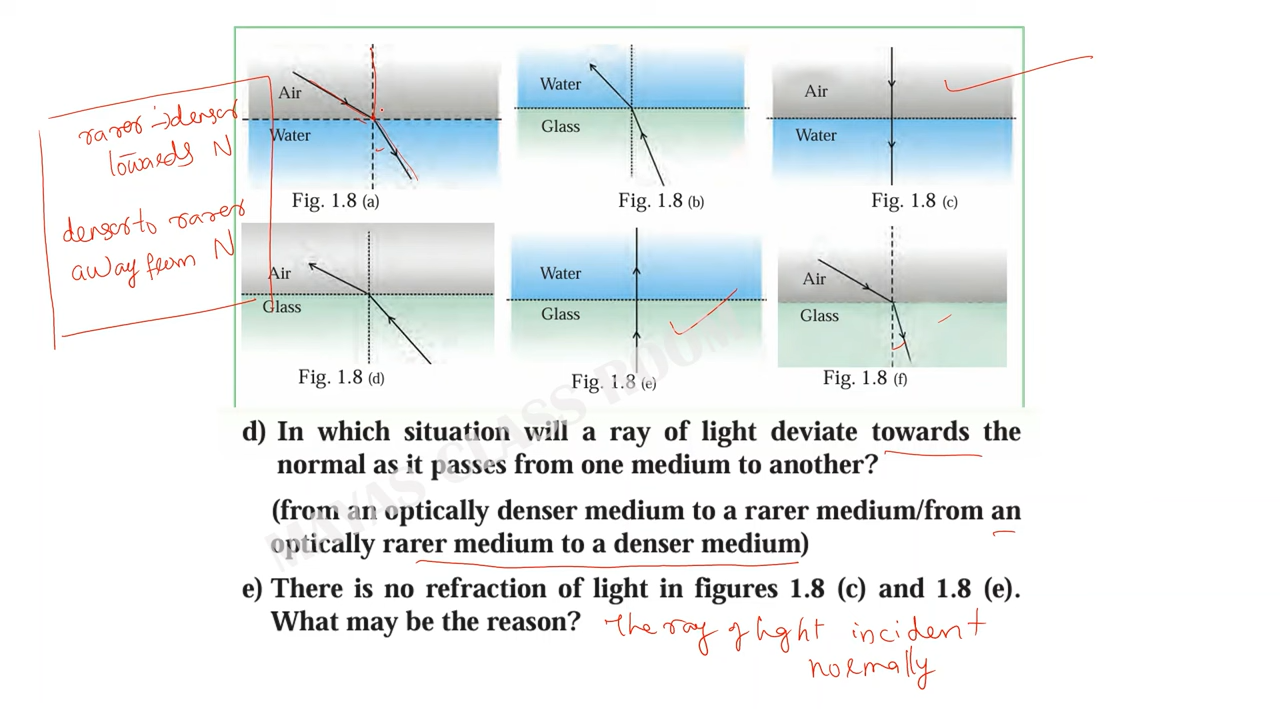 Air
Water
Fig. 1.8 (a)
Water
Glass
Fig. 1.8 (b)
Air
Water
Fig. 1.8 (c)
rarer → denser
towards N
denser to rarer
away from N
Air
Glass
Fig. 1.8 (d)
Water
Glass
Fig. 1.8 (e)
Air
Glass
Fig. 1.8 (f)
MAYAS CLASS ROOM
d) In which situation will a ray of light deviate towards the
normal as it passes from one medium to another?
(from an optically denser medium to a rarer medium/from an
optically rarer medium to a denser medium)
e) There is no refraction of light in figures 1.8 (c) and 1.8 (e).
What may be the reason? The ray of light incident
normally